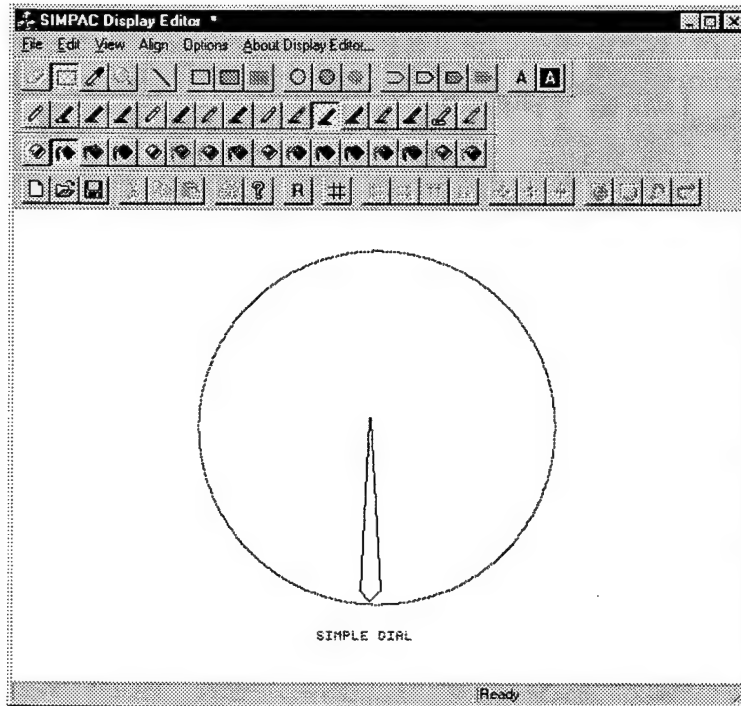 SIMPAC Display Editor *
File Edit View Align Options About Display Editor...
A A
? R
SIMPLE DIAL
Ready